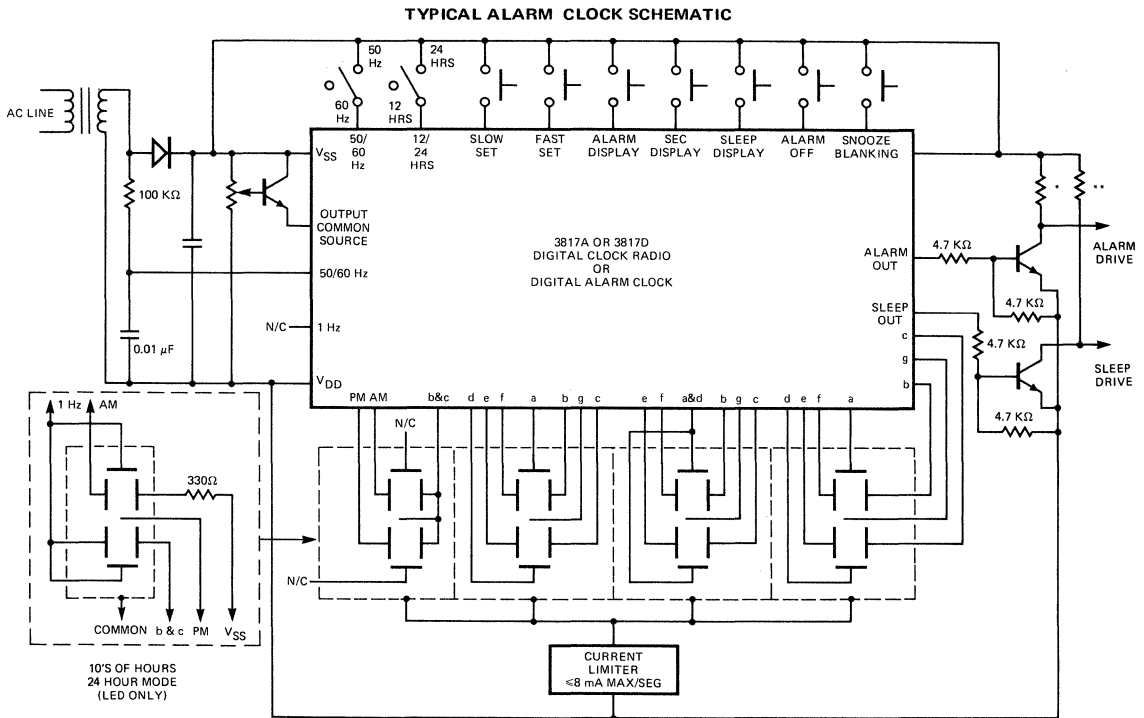 TYPICAL ALARM CLOCK SCHEMATIC
50
Hz
24
HRS
60
Hz
12
HRS
AC LINE
VSS
50/
60
Hz
12/
24
HRS
SLOW
SET
FAST
SET
ALARM
DISPLAY
SEC
DISPLAY
SLEEP
DISPLAY
ALARM
OFF
SNOOZE
BLANKING
100 KΩ
*
**
OUTPUT
COMMON
SOURCE
3817A OR 3817D
DIGITAL CLOCK RADIO
OR
DIGITAL ALARM CLOCK
ALARM
OUT
4.7 KΩ
ALARM
DRIVE
50/60 Hz
SLEEP
OUT
4.7 KΩ
N/C
1 Hz
c
4.7 KΩ
0.01 μF
g
SLEEP
DRIVE
VDD
b
PM AM b&c d e f a b g c e f a&d b g c d e f a
4.7 KΩ
1 Hz AM
N/C
330Ω
N/C
COMMON b & c PM VSS
10'S OF HOURS
24 HOUR MODE
(LED ONLY)
CURRENT
LIMITER
≤8 mA MAX/SEG